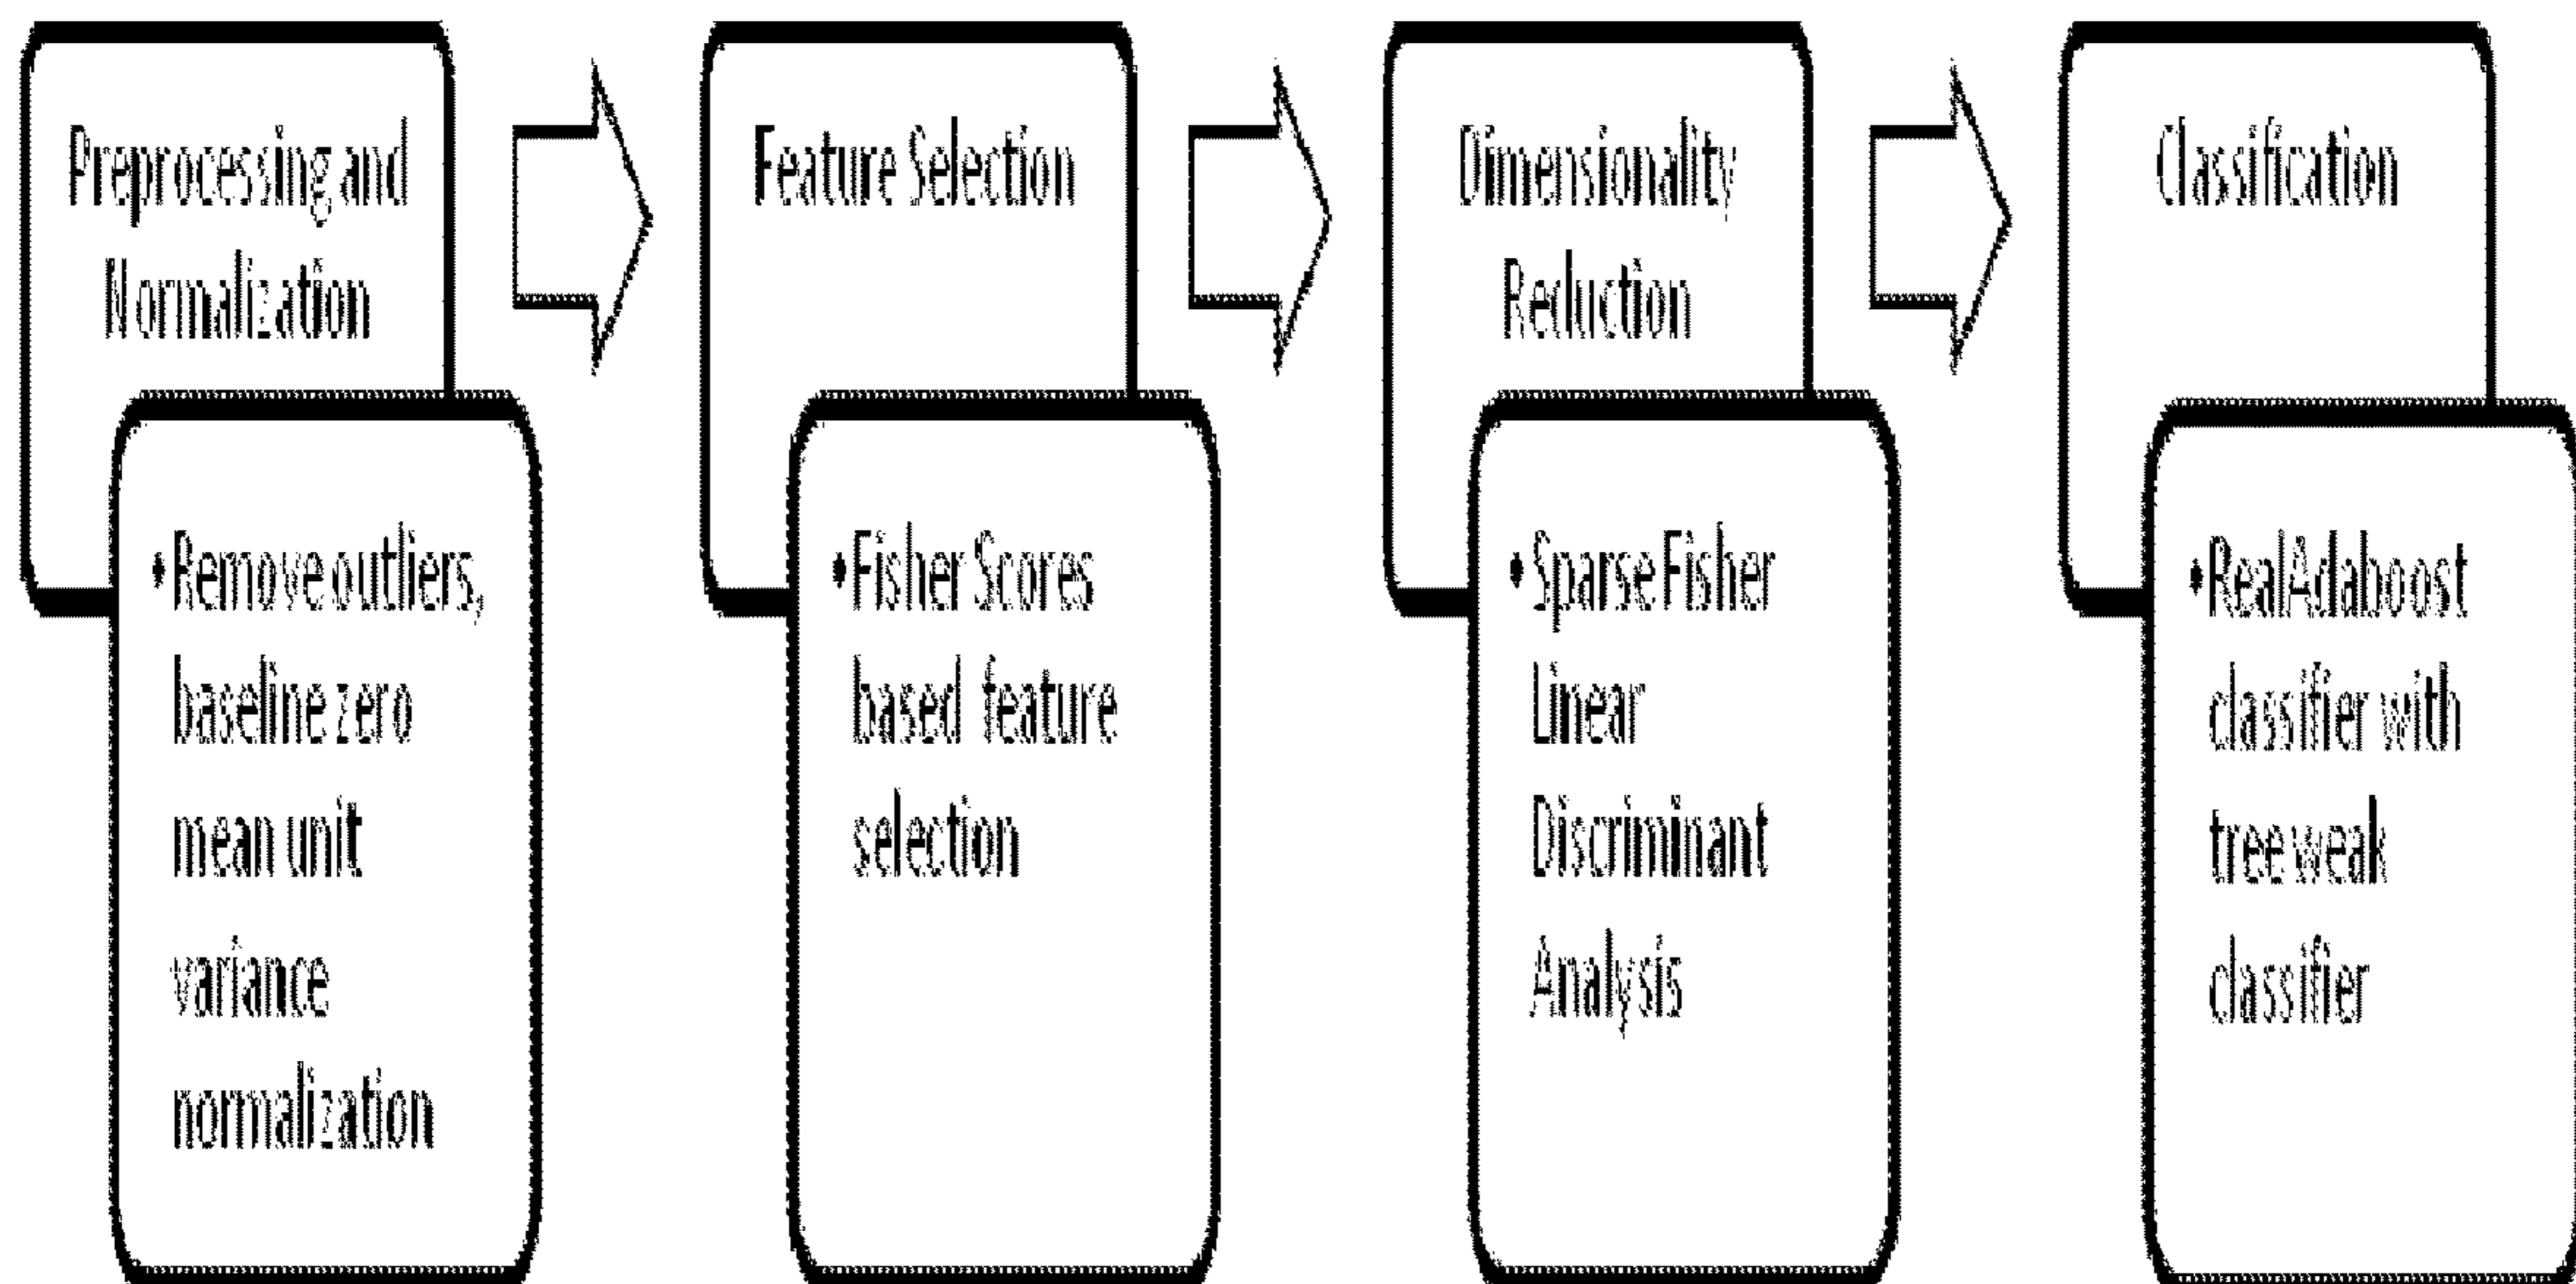 Preprocessing and
Normalization
• Remove outliers,
baseline zero
mean unit
variance
normalization
Feature Selection
• Fisher Scores
based feature
selection
Dimensionality
Reduction
• Sparse Fisher
Linear
Discriminant
Analysis
Classification
• RealAdaboost
classifier with
tree weak
classifier